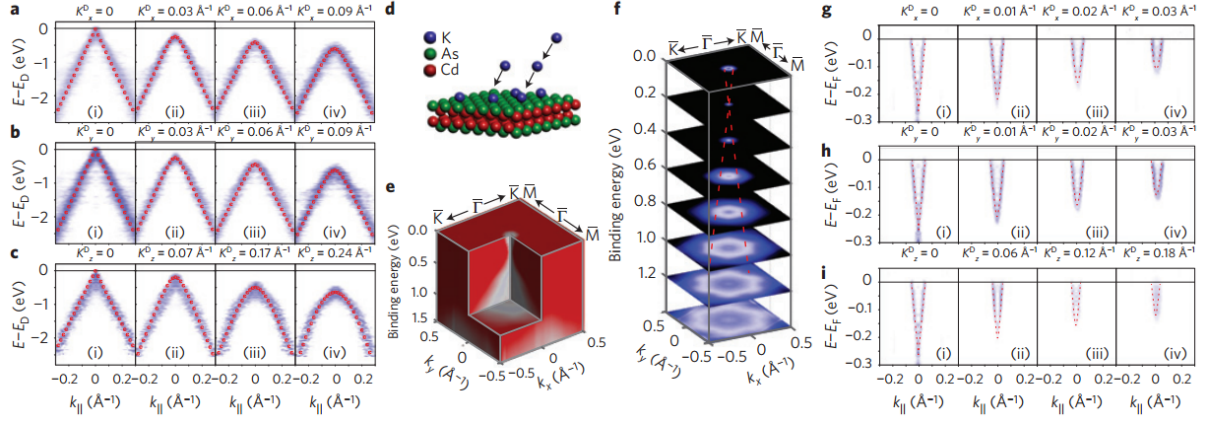 a
K^D_x = 0
K^D_x = 0.03 Å⁻¹
K^D_x = 0.06 Å⁻¹
K^D_x = 0.09 Å⁻¹
E–E_D (eV)
0
–1
–2
(i)
(ii)
(iii)
(iv)
b
K^D_y = 0
K^D_y = 0.03 Å⁻¹
K^D_y = 0.06 Å⁻¹
K^D_y = 0.09 Å⁻¹
E–E_D (eV)
0
–1
–2
(i)
(ii)
(iii)
(iv)
c
K^D_z = 0
K^D_z = 0.07 Å⁻¹
K^D_z = 0.17 Å⁻¹
K^D_z = 0.24 Å⁻¹
E–E_D (eV)
0
–1
–2
(i)
(ii)
(iii)
(iv)
–0.2 0 0.2
–0.2 0 0.2
–0.2 0 0.2
–0.2 0 0.2
k_|| (Å⁻¹)
k_|| (Å⁻¹)
k_|| (Å⁻¹)
k_|| (Å⁻¹)
d
K
As
Cd
e
K̄ Γ̄ K̄ M̄ Γ̄ M̄
Binding energy (eV)
0.0
0.5
1.0
1.5
0.5
0
–0.5
k_y (Å⁻¹)
–0.5
0
0.5
k_x (Å⁻¹)
f
K̄ Γ̄ K̄ M̄ Γ̄ M̄
Binding energy (eV)
0.0
0.2
0.4
0.6
0.8
1.0
1.2
0.5
0
–0.5
k_y (Å⁻¹)
–0.5
0
0.5
k_x (Å⁻¹)
g
K^D_x = 0
K^D_x = 0.01 Å⁻¹
K^D_x = 0.02 Å⁻¹
K^D_x = 0.03 Å⁻¹
E–E_F (eV)
0
–0.1
–0.2
–0.3
(i)
(ii)
(iii)
(iv)
h
K^D_y = 0
K^D_y = 0.01 Å⁻¹
K^D_y = 0.02 Å⁻¹
K^D_y = 0.03 Å⁻¹
E–E_F (eV)
0
–0.1
–0.2
–0.3
(i)
(ii)
(iii)
(iv)
i
K^D_z = 0
K^D_z = 0.06 Å⁻¹
K^D_z = 0.12 Å⁻¹
K^D_z = 0.18 Å⁻¹
E–E_F (eV)
0
–0.1
–0.2
–0.3
(i)
(ii)
(iii)
(iv)
–0.2 0 0.2
–0.2 0 0.2
–0.2 0 0.2
–0.2 0 0.2
k_|| (Å⁻¹)
k_|| (Å⁻¹)
k_|| (Å⁻¹)
k_|| (Å⁻¹)